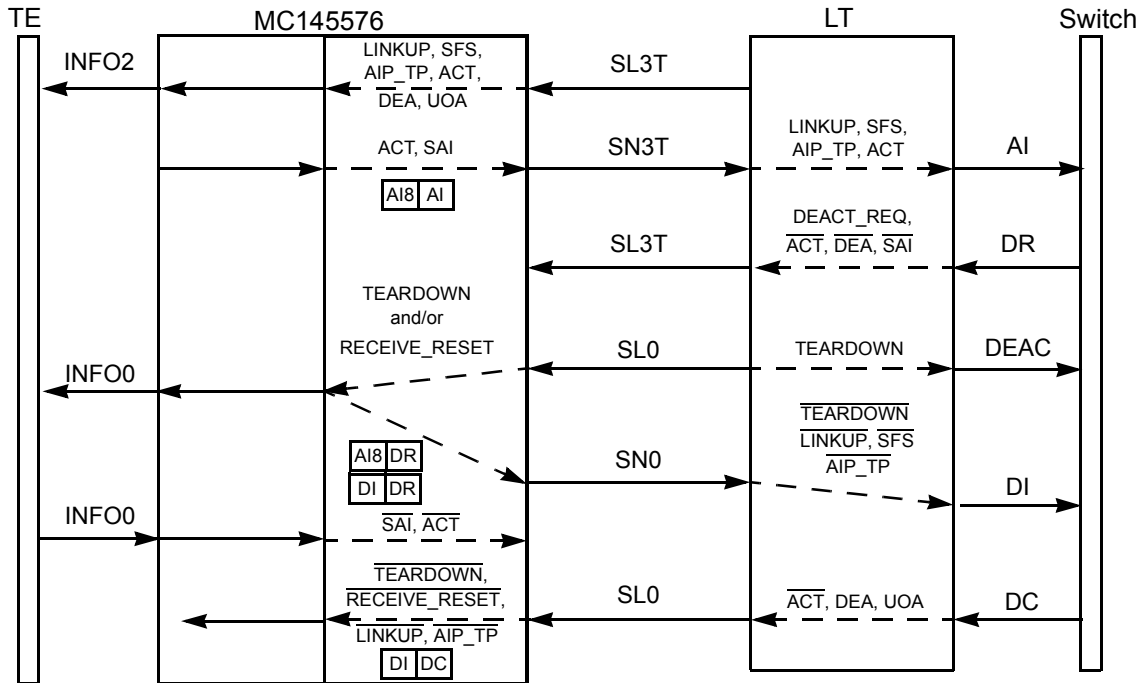 TE
MC145576
LT
Switch
INFO2
LINKUP, SFS,
AIP_TP, ACT,
DEA, UOA
SL3T
ACT, SAI
AI8 AI
SN3T
LINKUP, SFS,
AIP_TP, ACT
AI
SL3T
DEACT_REQ,
ACT, DEA, SAI
DR
TEARDOWN
and/or
RECEIVE_RESET
INFO0
SL0
TEARDOWN
DEAC
AI8 DR
DI DR
SN0
TEARDOWN
LINKUP, SFS
AIP_TP
DI
INFO0
SAI, ACT
TEARDOWN,
RECEIVE_RESET,
LINKUP, AIP_TP
DI DC
SL0
ACT, DEA, UOA
DC